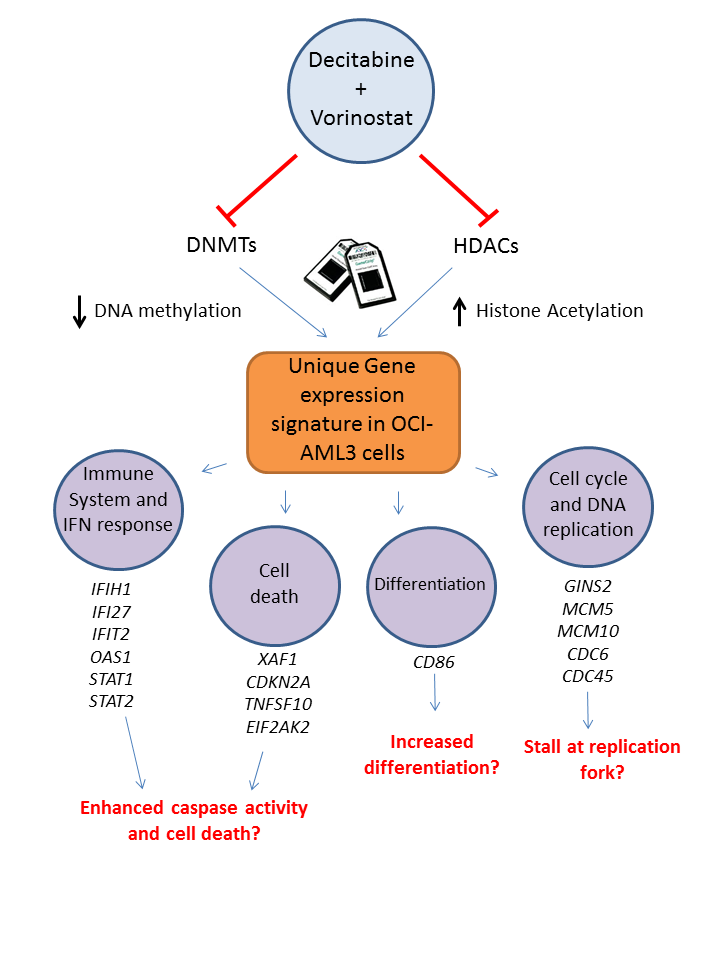 Decitabine
+
Vorinostat
DNMTs
HDACs
DNA methylation
Histone Acetylation
Unique Gene
expression
signature in OCI-
AML3 cells
Immune
System and
IFN response
Cell
death
Differentiation
Cell cycle
and DNA
replication
IFIH1
IFI27
IFIT2
OAS1
STAT1
STAT2
XAF1
CDKN2A
TNFSF10
EIF2AK2
CD86
GINS2
MCM5
MCM10
CDC6
CDC45
Enhanced caspase activity
and cell death?
Increased
differentiation?
Stall at replication
fork?